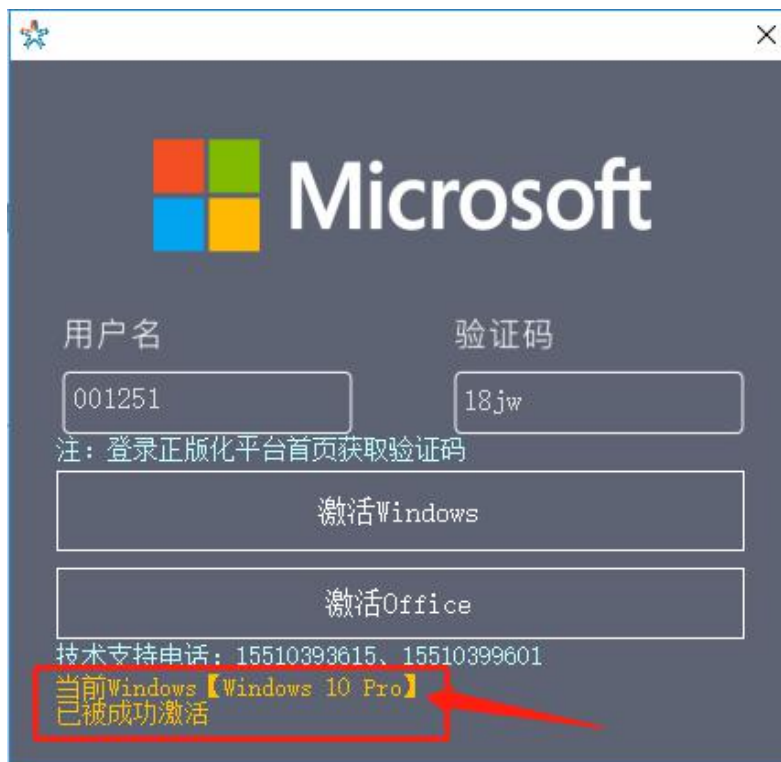 Microsoft
用户名
验证码
001251
18jw
注：登录正版化平台首页获取验证码
激活Windows
激活Office
技术支持电话：15510393615、15510399601
当前Windows【Windows 10 Pro】
已被成功激活